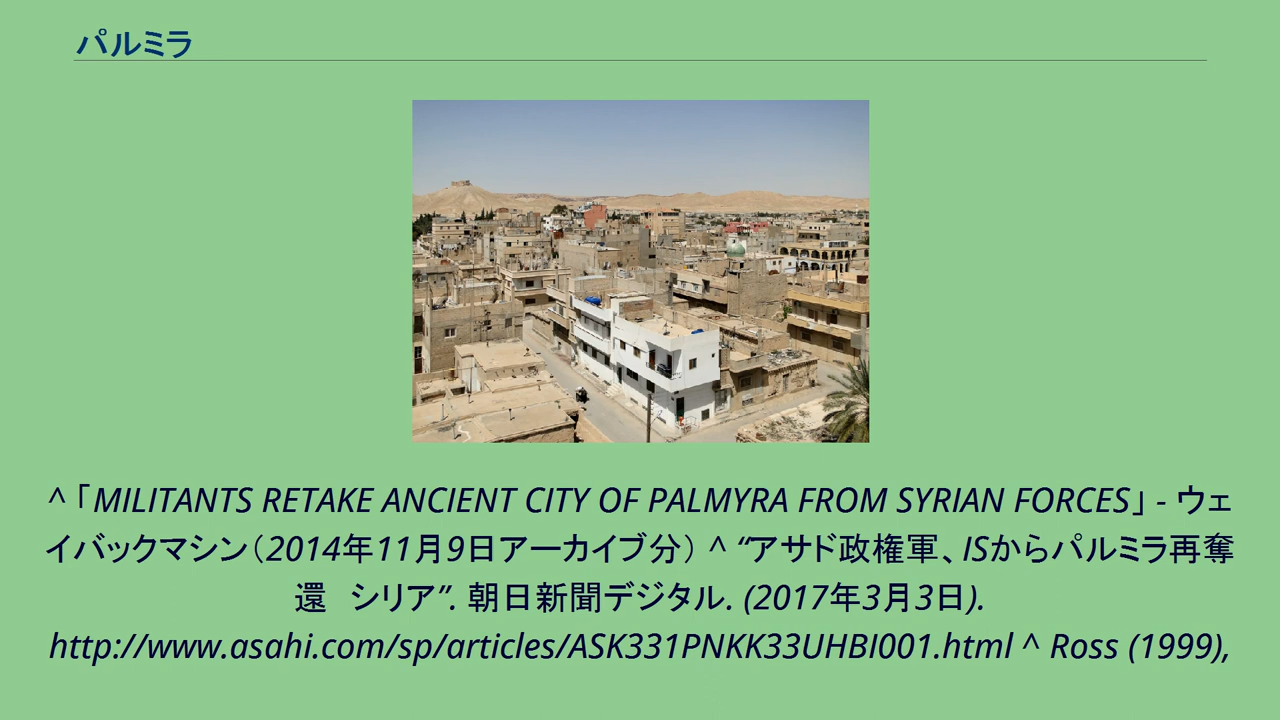 パルミラ
^ 「MILITANTS RETAKE ANCIENT CITY OF PALMYRA FROM SYRIAN FORCES」 - ウェ
イバックマシン（2014年11月9日アーカイブ分） ^ “アサド政権軍、ISからパルミラ再奪
還　シリア”. 朝日新聞デジタル. (2017年3月3日).
http://www.asahi.com/sp/articles/ASK331PNKK33UHBI001.html ^ Ross (1999),